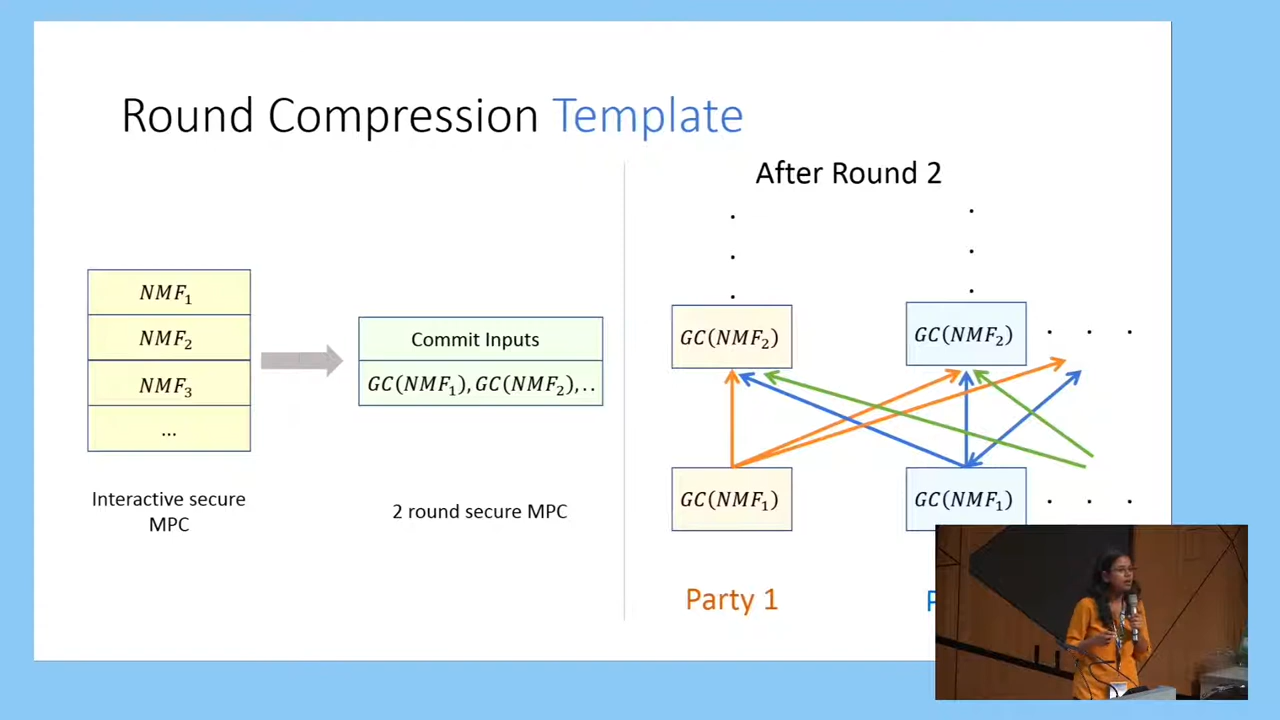 Round Compression Template
NMF₁
NMF₂
NMF₃
...
Interactive secure
MPC
Commit Inputs
GC(NMF₁), GC(NMF₂), ..
2 round secure MPC
After Round 2
GC(NMF₂)
GC(NMF₂)
GC(NMF₁)
GC(NMF₁)
Party 1